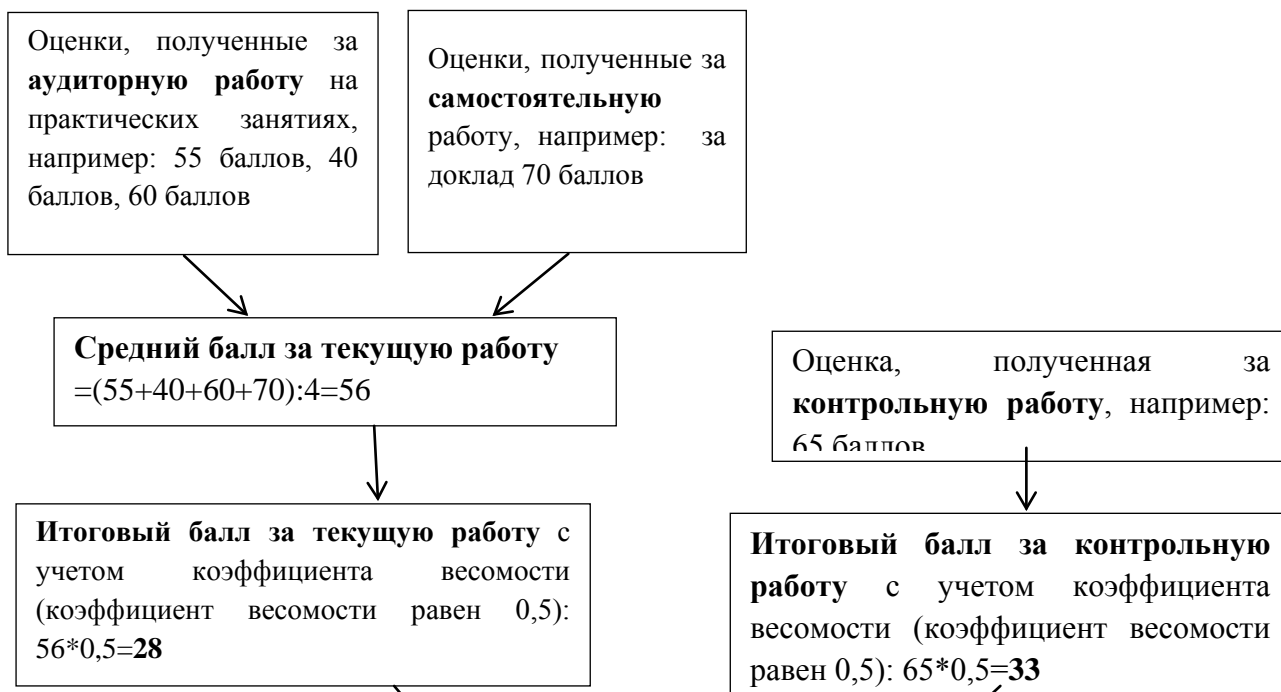 Оценки, полученные за
аудиторную работу на
практических занятиях,
например: 55 баллов, 40
баллов, 60 баллов
Оценки, полученные за
самостоятельную
работу, например: за
доклад 70 баллов
Средний балл за текущую работу
=(55+40+60+70):4=56
Оценка, полученная за
контрольную работу, например:
65 баллов
Итоговый балл за текущую работу с
учетом коэффициента весомости
(коэффициент весомости равен 0,5):
56*0,5=28
Итоговый балл за контрольную
работу с учетом коэффициента
весомости (коэффициент весомости
равен 0,5): 65*0,5=33